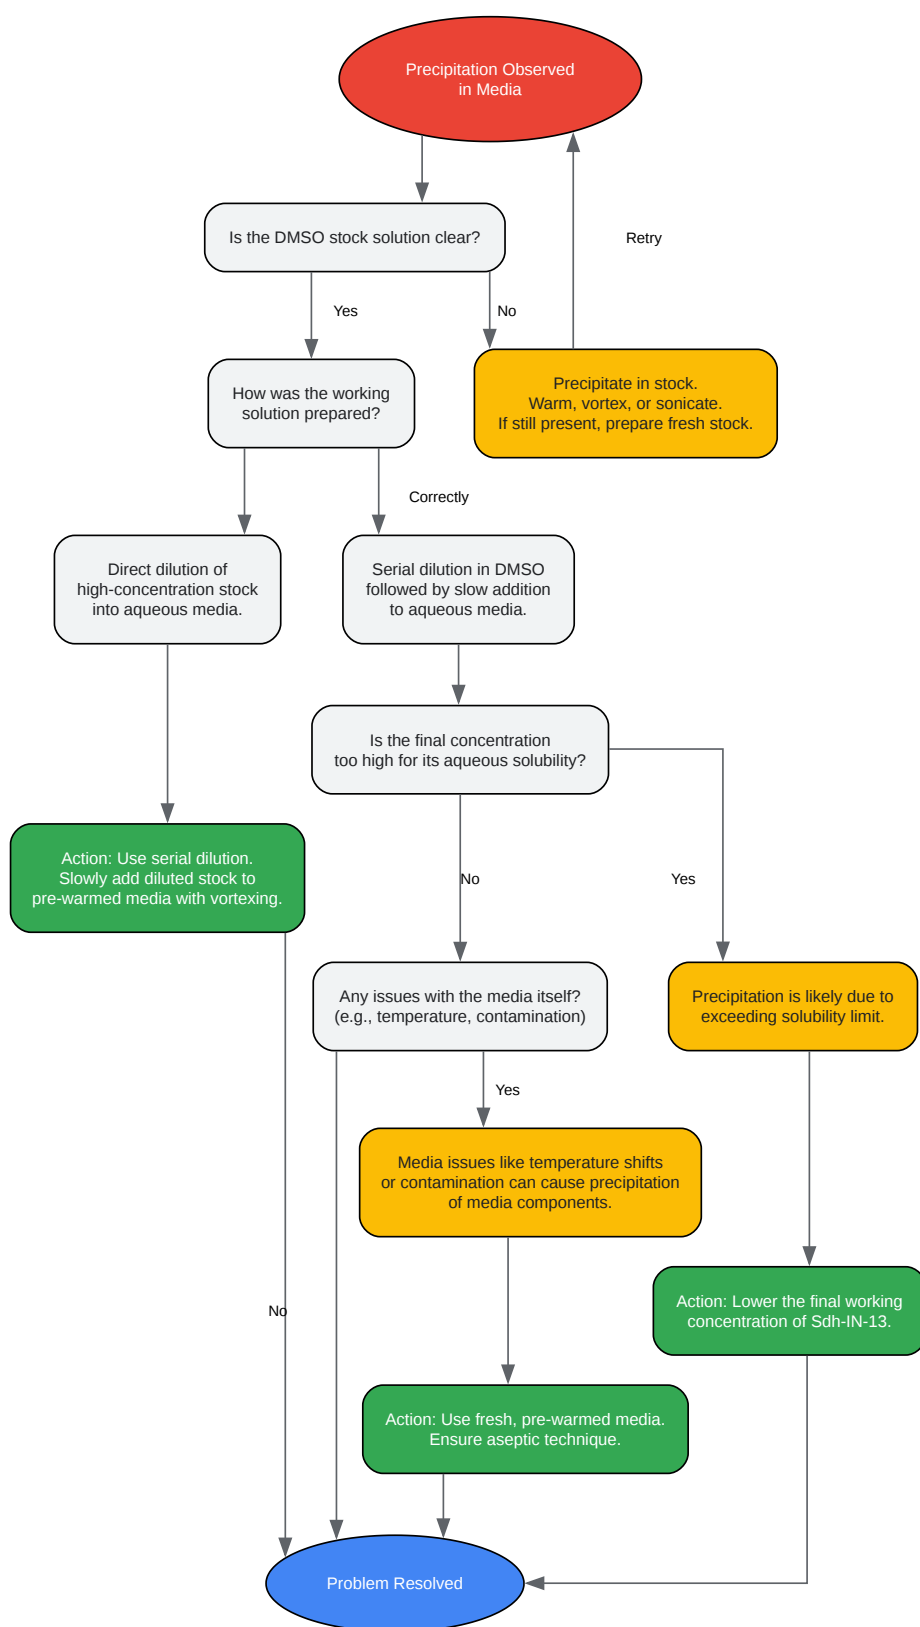 Precipitation Observed
in Media
Is the DMSO stock solution clear?
Retry
Yes
No
How was the working
solution prepared?
Precipitate in stock.
Warm, vortex, or sonicate.
If still present, prepare fresh stock.
Correctly
Direct dilution of
high-concentration stock
into aqueous media.
Serial dilution in DMSO
followed by slow addition
to aqueous media.
Is the final concentration
too high for its aqueous solubility?
Action: Use serial dilution.
Slowly add diluted stock to
pre-warmed media with vortexing.
No
Yes
Any issues with the media itself?
(e.g., temperature, contamination)
Precipitation is likely due to
exceeding solubility limit.
Yes
Media issues like temperature shifts
or contamination can cause precipitation
of media components.
No
Action: Lower the final working
concentration of Sdh-IN-13.
Action: Use fresh, pre-warmed media.
Ensure aseptic technique.
Problem Resolved